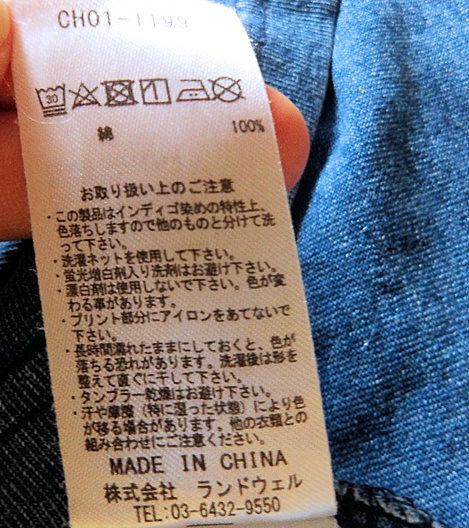 CH01-1199
30
綿 100%
お取り扱い上のご注意
・この製品はインディゴ染めの特性上、
色落ちしますので他のものと分けて洗
って下さい。
・洗濯ネットを使用して下さい。
・蛍光増白剤入り洗剤はお避け下さい。
・漂白剤は使用しないで下さい。色が変
わる事があります。
・プリント部分にアイロンをあてないで
下さい。
・長時間濡れたままにしておくと、色が
落ちる恐れがあります。洗濯後は形を
整えて直ぐに干して下さい。
・タンブラー乾燥はお避け下さい。
・汗や摩擦（特に湿った状態）により色
が移る場合があります。他の衣類との
組み合わせにご注意ください。
MADE IN CHINA
株式会社 ランドウェル
TEL:03-6432-9550